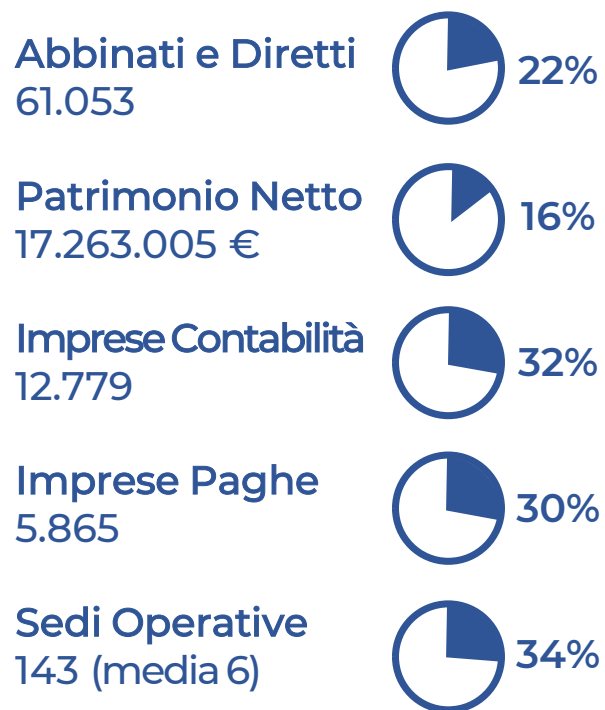 Abbinati e Diretti
61.053
22%
Patrimonio Netto
17.263.005 €
16%
Imprese Contabilità
12.779
32%
Imprese Paghe
5.865
30%
Sedi Operative
143 (media 6)
34%